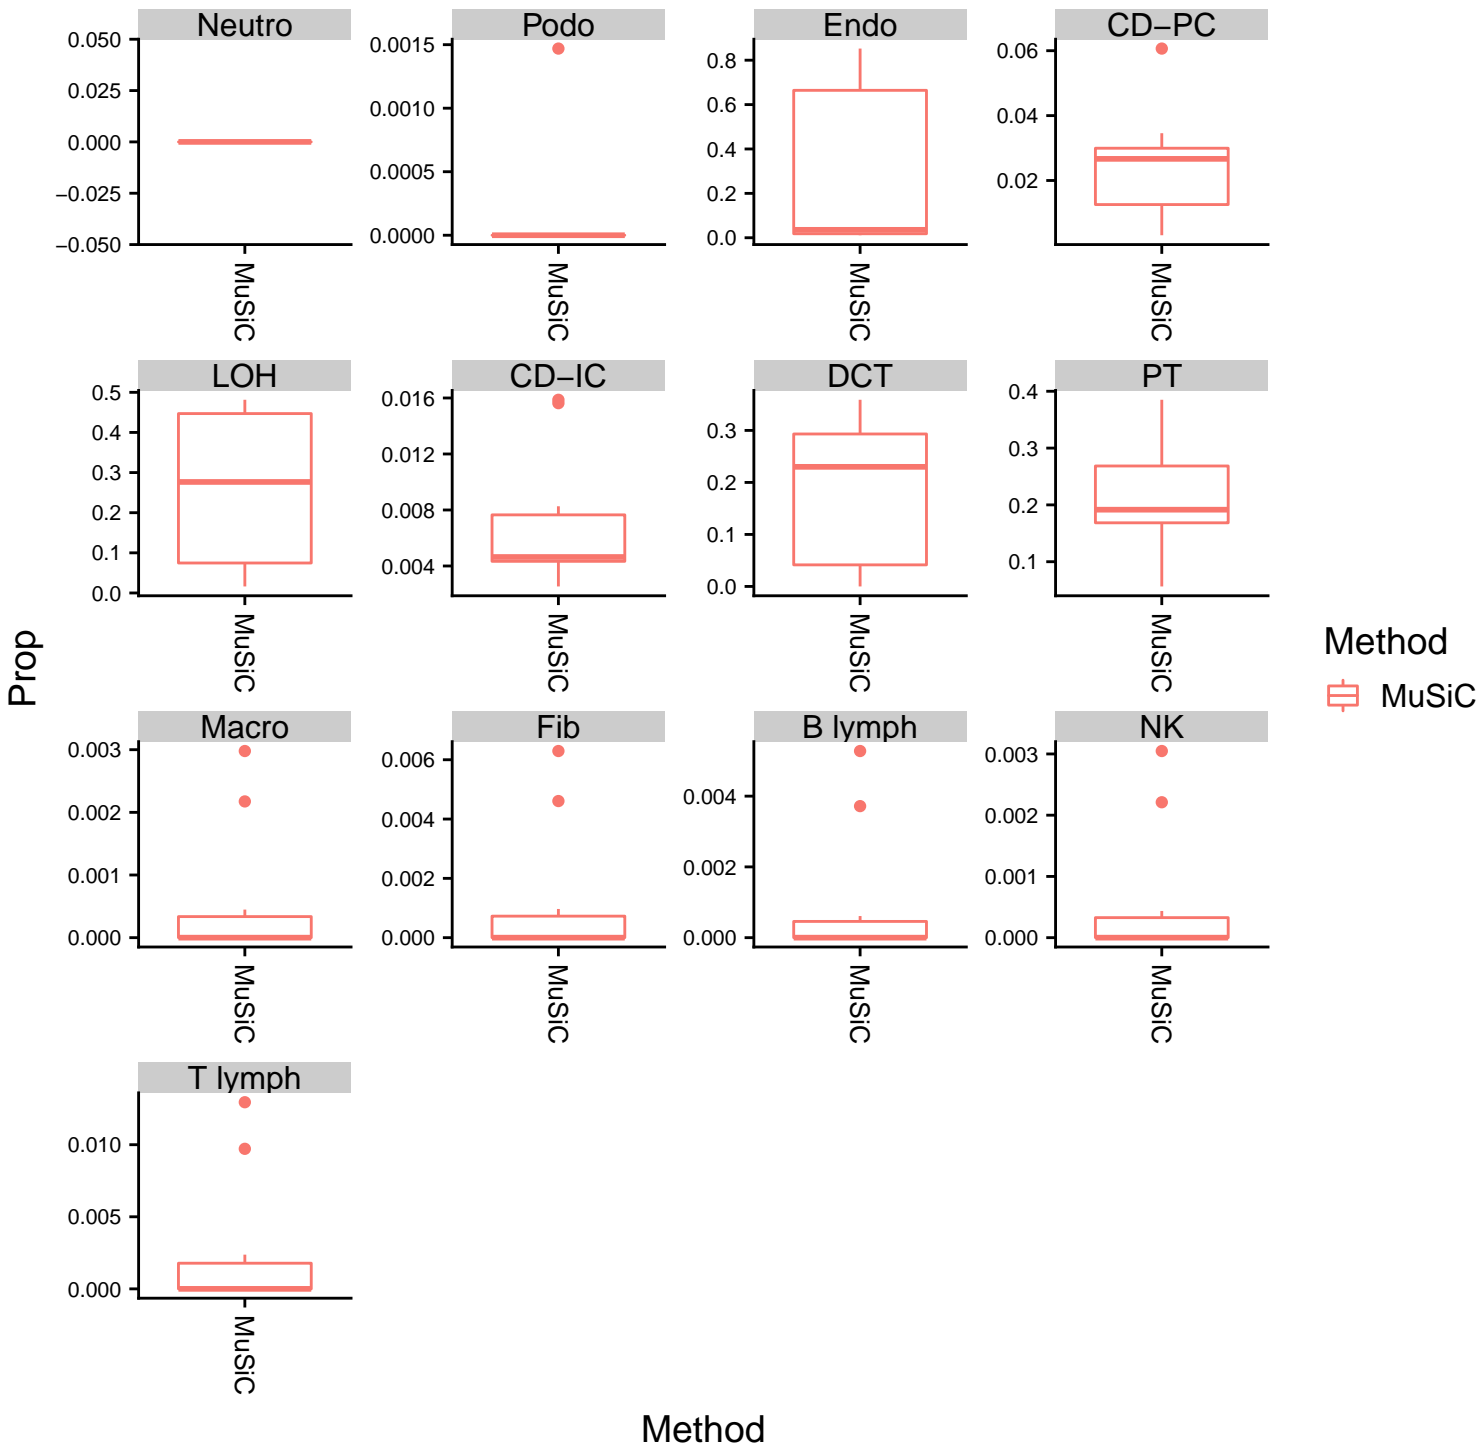 Neutro
0.050
0.025
0.000
−0.025
−0.050
MuSiC
Podo
0.0015
0.0010
0.0005
0.0000
MuSiC
Endo
0.8
0.6
0.4
0.2
0.0
MuSiC
CD−PC
0.06
0.04
0.02
MuSiC
LOH
0.5
0.4
0.3
0.2
0.1
0.0
MuSiC
CD−IC
0.016
0.012
0.008
0.004
MuSiC
DCT
0.3
0.2
0.1
0.0
MuSiC
PT
0.4
0.3
0.2
0.1
MuSiC
Macro
0.003
0.002
0.001
0.000
MuSiC
Fib
0.006
0.004
0.002
0.000
MuSiC
B lymph
0.004
0.002
0.000
MuSiC
NK
0.003
0.002
0.001
0.000
MuSiC
T lymph
0.010
0.005
0.000
MuSiC
Prop
Method
Method
MuSiC